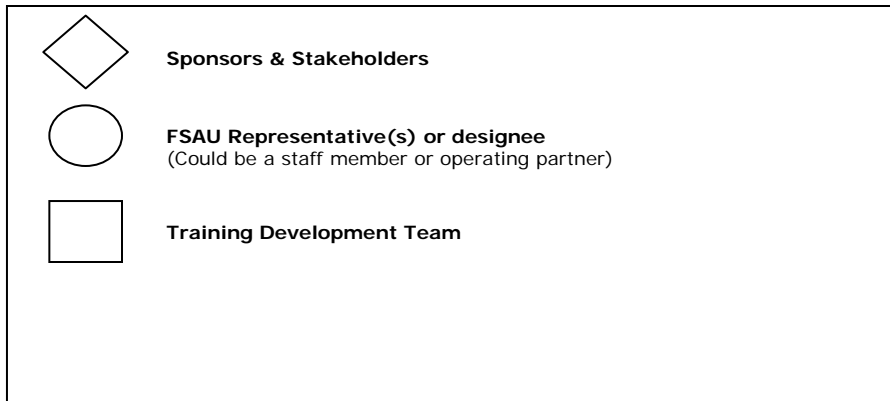 Sponsors & Stakeholders
FSAU Representative(s) or designee
(Could be a staff member or operating partner)
Training Development Team